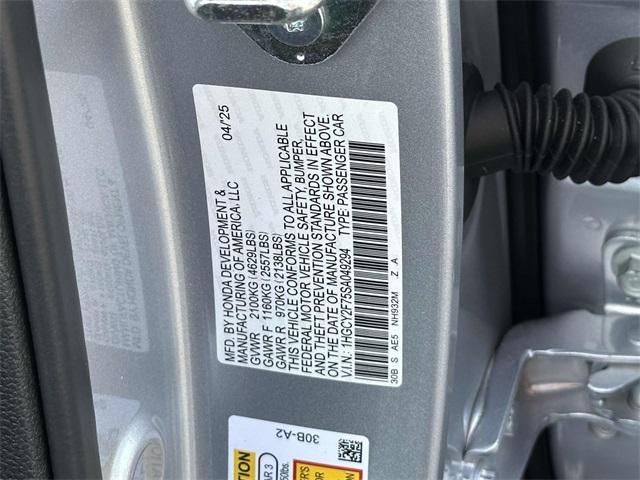 MFD. BY HONDA DEVELOPMENT & 04/'25
MANUFACTURING OF AMERICA, LLC
GVWR 2100KG (4629LBS)
GAWR F 1160KG (2557LBS)
GAWR R 970KG (2138LBS)
THIS VEHICLE CONFORMS TO ALL APPLICABLE
FEDERAL MOTOR VEHICLE SAFETY, BUMPER,
AND THEFT PREVENTION STANDARDS IN EFFECT
ON THE DATE OF MANUFACTURE SHOWN ABOVE.
V.I.N.: 1HGCY2F75SA049294 TYPE: PASSENGER CAR
30B S AE5 NH932M Z A
30B-A2